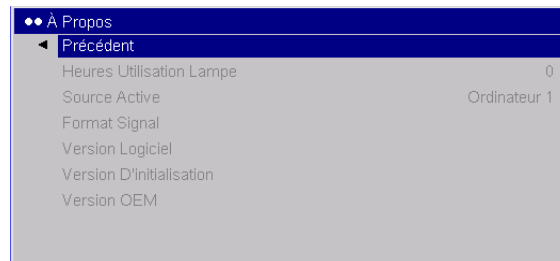 À Propos
Précédent
Heures Utilisation Lampe 0
Source Active Ordinateur 1
Format Signal
Version Logiciel
Version D'initialisation
Version OEM